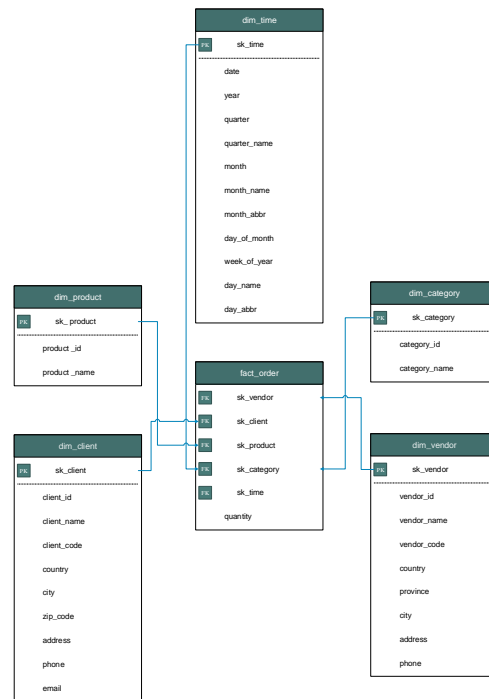 dim_time
PK sk_time
date
year
quarter
quarter_name
month
month_name
month_abbr
day_of_month
week_of_year
day_name
day_abbr
dim_product
PK sk_ product
product _id
product _name
dim_category
PK sk_category
category_id
category_name
fact_order
FK sk_vendor
FK sk_client
FK sk_product
FK sk_category
FK sk_time
quantity
dim_client
PK sk_client
client_id
client_name
client_code
country
city
zip_code
address
phone
email
dim_vendor
PK sk_vendor
vendor_id
vendor_name
vendor_code
country
province
city
address
phone